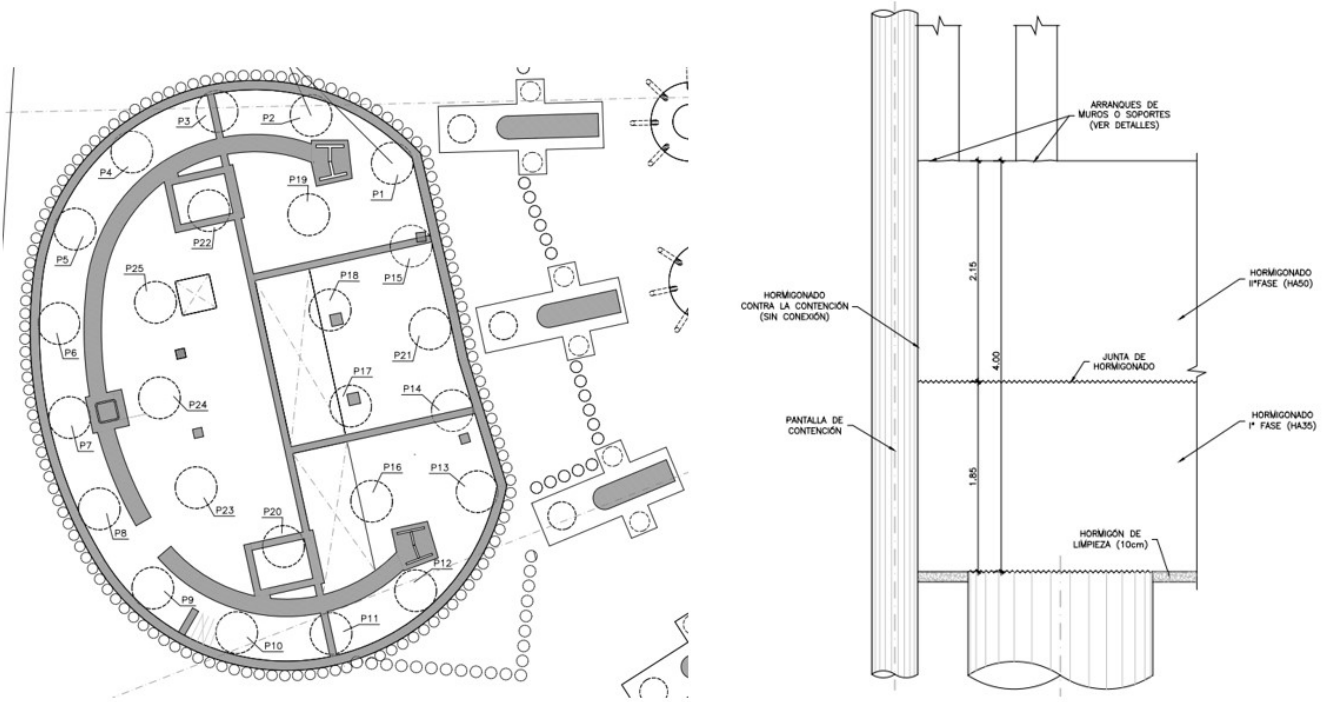 P3
P2
P4
P1
P19
P5
P22
P15
P25
P18
P6
P21
P17
P24
P14
P7
P16
P13
P23
P8
P20
P12
P9
P11
P10
ARRANQUES DE
MUROS O SOPORTES
(VER DETALLES)
2.15
HORMIGONADO
IIªFASE (HA50)
HORMIGONADO
CONTRA LA CONTENCIÓN
(SIN CONEXIÓN)
4.00
JUNTA DE
HORMIGONADO
PANTALLA DE
CONTENCIÓN
HORMIGONADO
Iª FASE (HA35)
1.85
HORMIGÓN DE
LIMPIEZA (10cm)